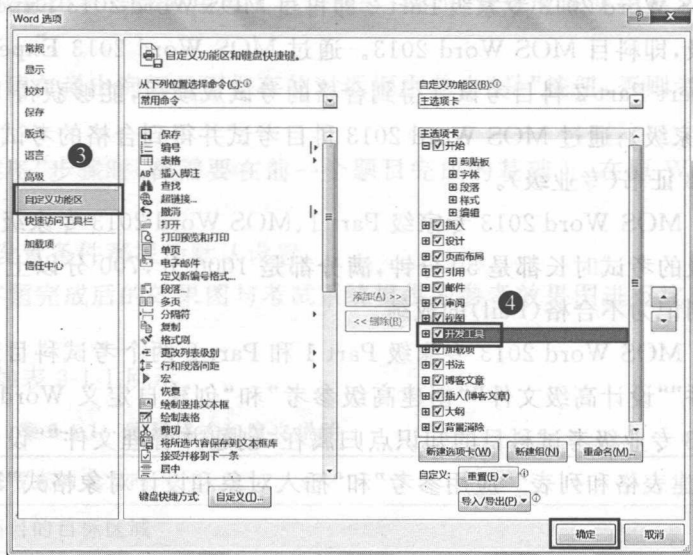 Word 选项
常规
显示
校对
保存
版式
语言
高级
自定义功能区
快速访问工具栏
加载项
信任中心
3
自定义功能区和键盘快捷键。
从下列位置选择命令(C):
常用命令
保存
编号
表格
插入脚注
查找
超链接...
撤消
打开
打印预览和打印
单页
电子邮件
定义新编号格式...
段落
多页
分隔符
复制
格式刷
更改列表级别
行和段落间距
宏
恢复
绘制竖排文本框
绘制表格
剪切
将所选内容保存到文本框库
接受并移到下一条
居中
键盘快捷方式: 自定义(T)...
添加(A) >>
<< 删除(R)
自定义功能区(B):
主选项卡
主选项卡
开始
剪贴板
字体
段落
样式
编辑
插入
设计
页面布局
引用
邮件
审阅
视图
4
开发工具
加载项
书法
博客文章
插入(博客文章)
大纲
背景消除
新建选项卡(W) 新建组(N) 重命名(M)...
自定义: 重置(E)
导入/导出(P)
确定 取消